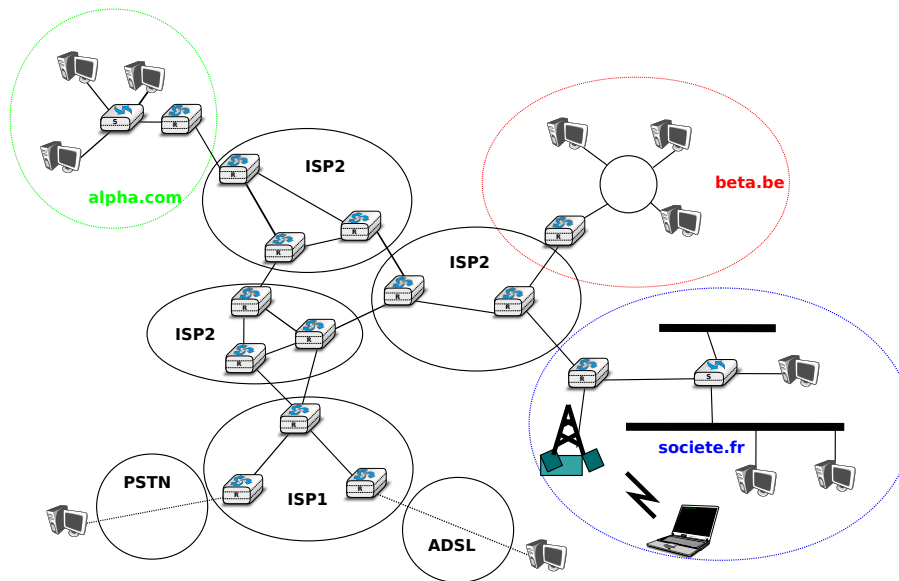 S
R
alpha.com
R
ISP2
R
R
beta.be
R
ISP2
R
R
R
ISP2
R
R
R
S
societe.fr
R
PSTN
R
ISP1
R
ADSL